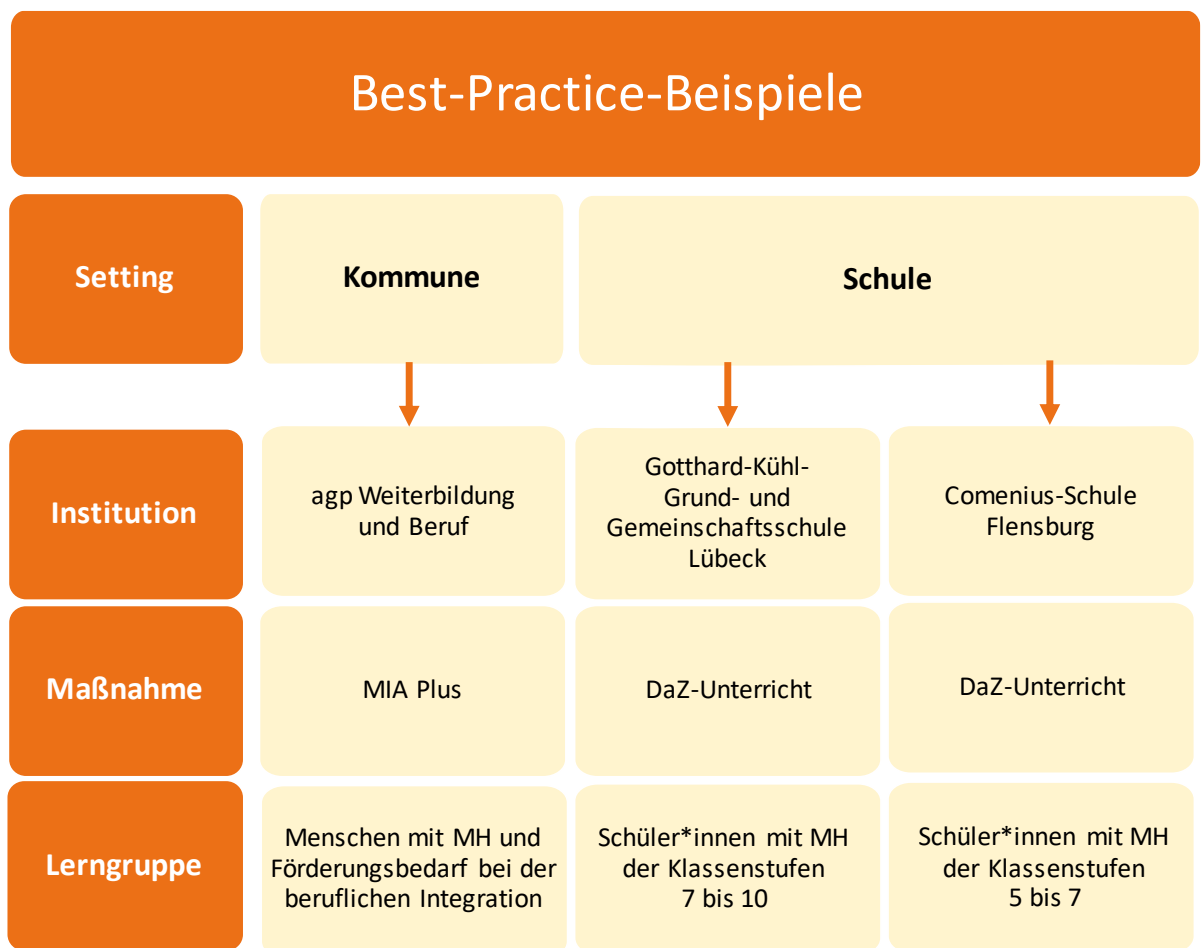 Best-Practice-Beispiele
Setting
Kommune
Schule
Institution
agp Weiterbildung
und Beruf
Gotthard-Kühl-
Grund- und
Gemeinschaftsschule
Lübeck
Comenius-Schule
Flensburg
Maßnahme
MIA Plus
DaZ-Unterricht
DaZ-Unterricht
Lerngruppe
Menschen mit MH und
Förderungsbedarf bei der
beruflichen Integration
Schüler*innen mit MH
der Klassenstufen
7 bis 10
Schüler*innen mit MH
der Klassenstufen
5 bis 7